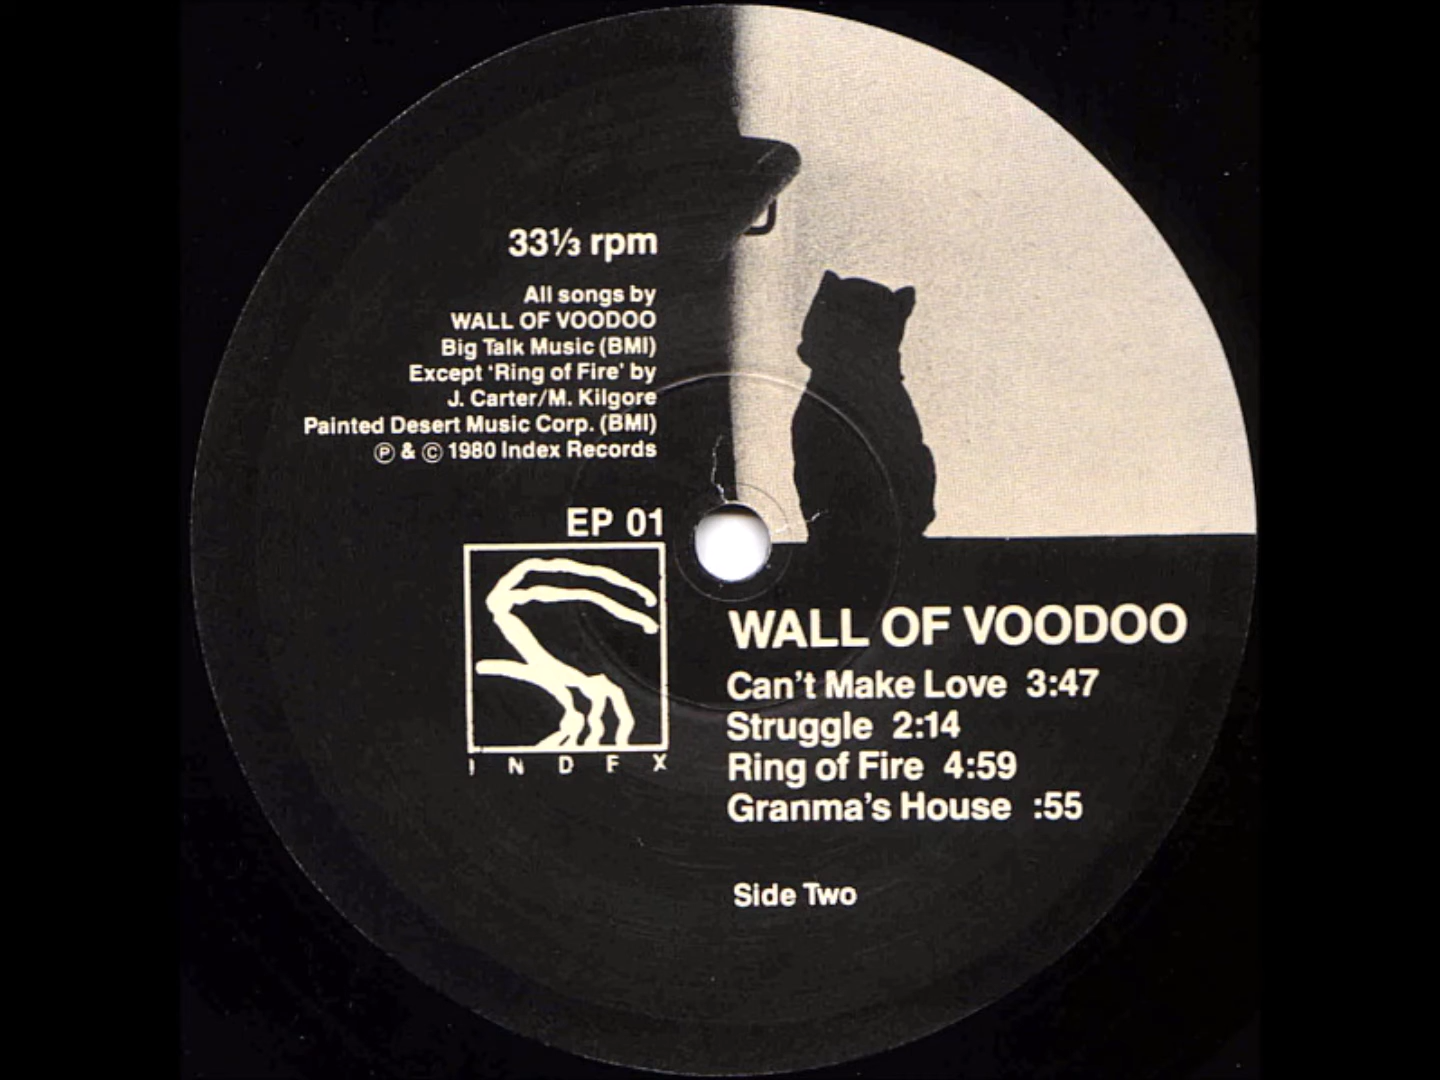 33⅓ rpm
All songs by
WALL OF VOODOO
Big Talk Music (BMI)
Except 'Ring of Fire' by
J. Carter/M. Kilgore
Painted Desert Music Corp. (BMI)
Ⓟ & Ⓒ 1980 Index Records
EP 01
INDEX
WALL OF VOODOO
Can't Make Love 3:47
Struggle 2:14
Ring of Fire 4:59
Granma's House :55
Side Two